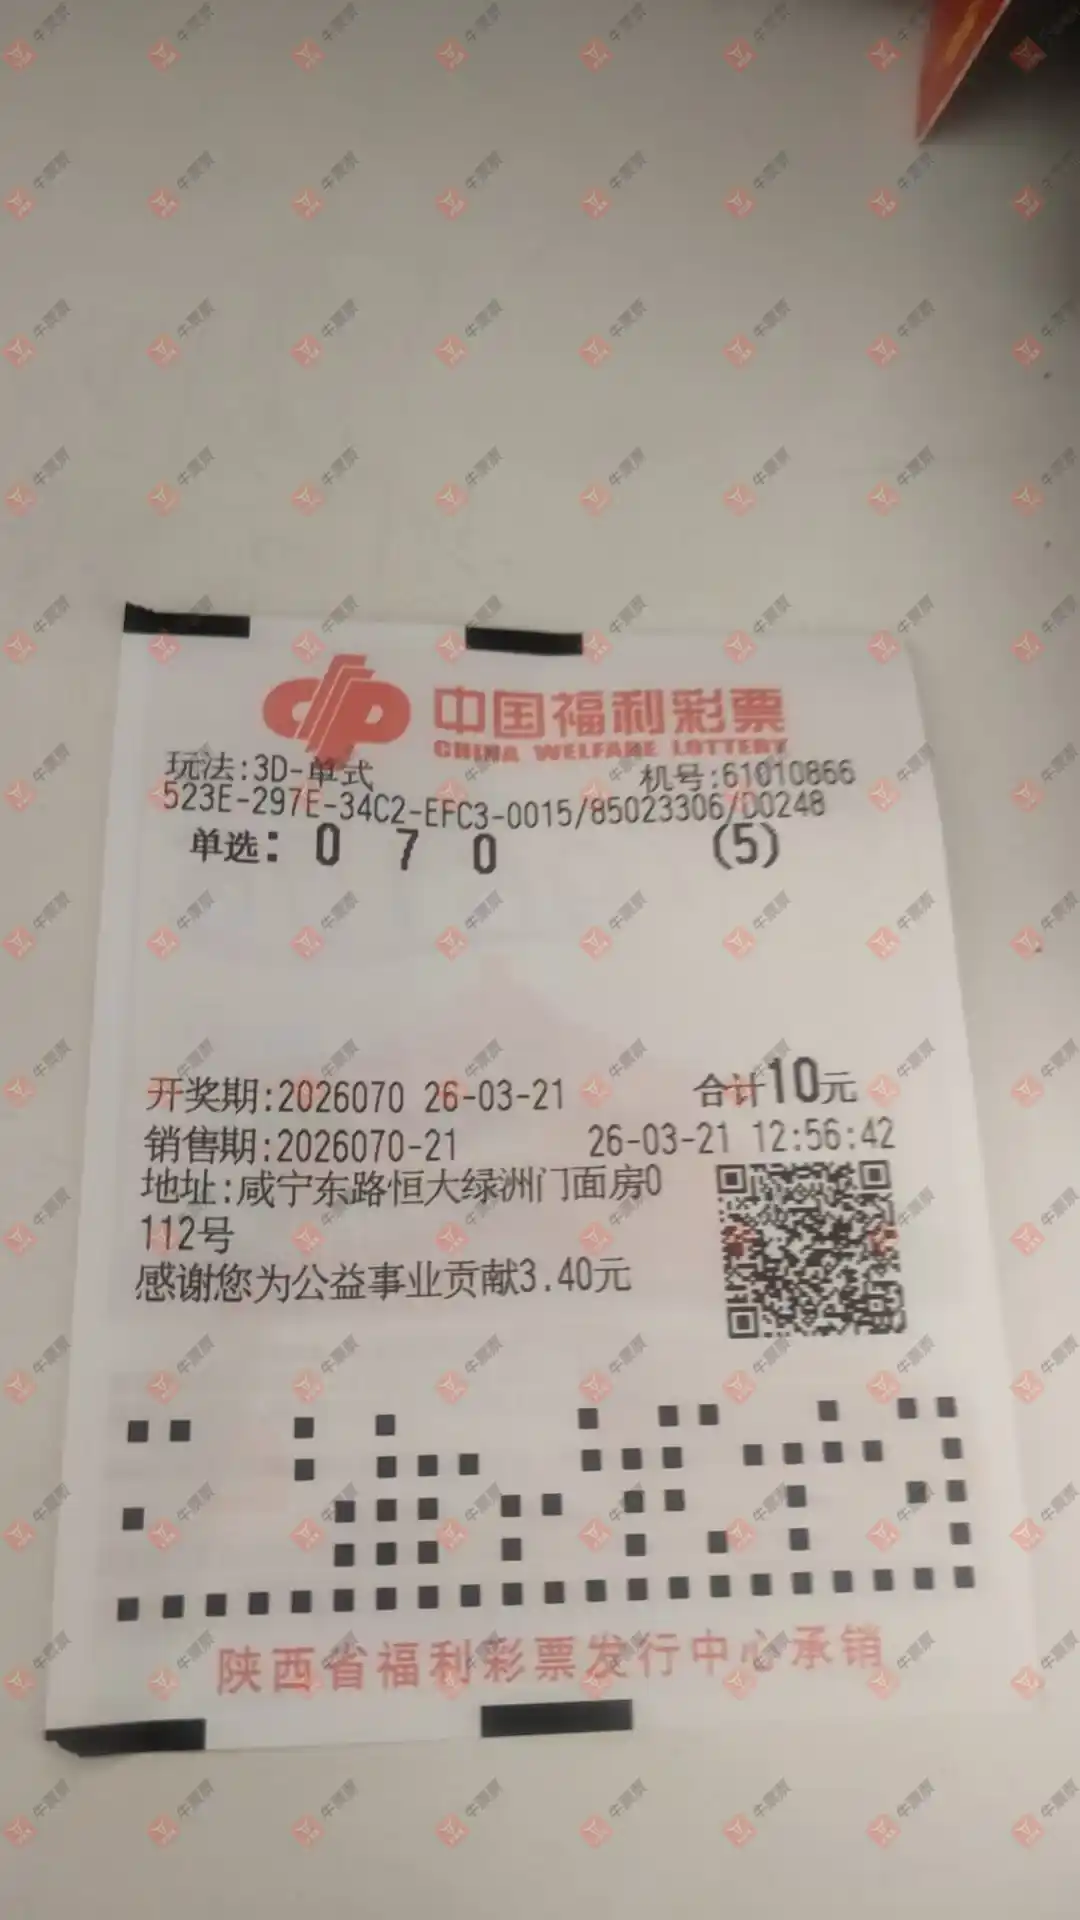 中国福利彩票
CHINA WELFARE LOTTERY
玩法:3D-单式 机号:61010866
523E-297E-34C2-EFC3-0015/85023306/D0248
单选: 0 7 0 (5)
开奖期:2026070 26-03-21 合计10元
销售期:2026070-21 26-03-21 12:56:42
地址:咸宁东路恒大绿洲门面房0
112号
感谢您为公益事业贡献3.40元
陕西省福利彩票发行中心承销